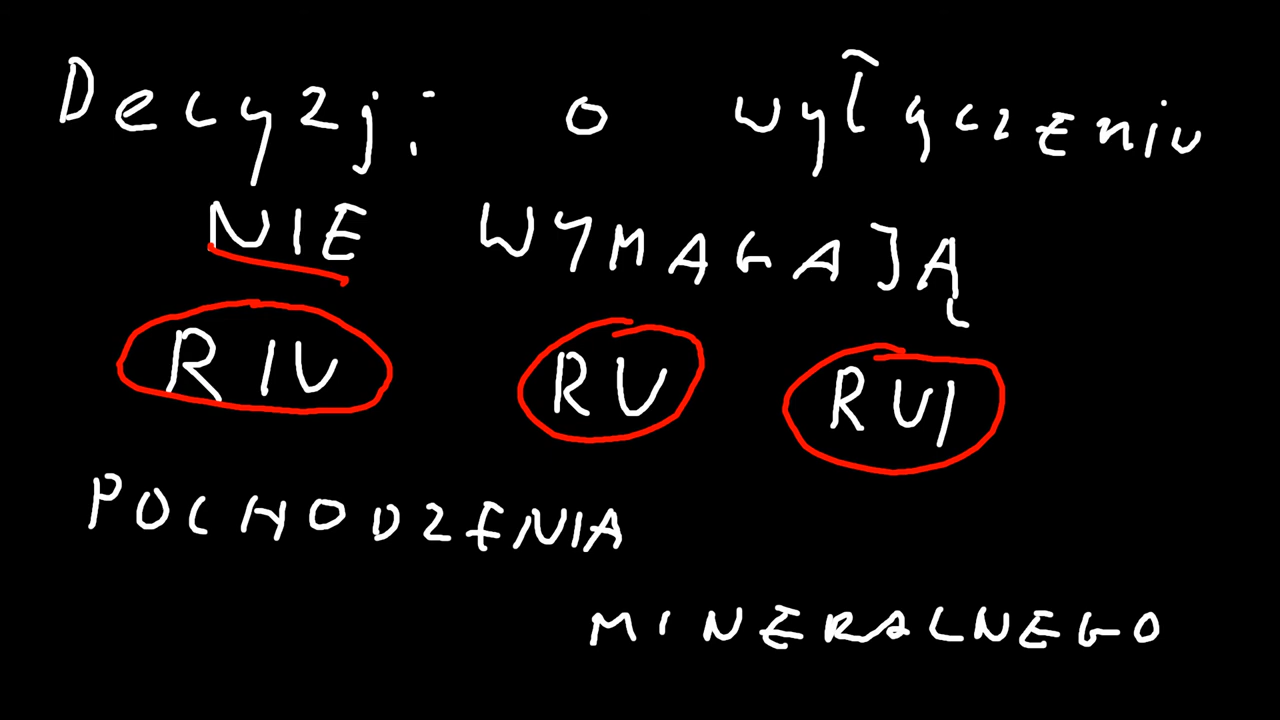 Decyzji o wyłączeniu
NIE WYMAGAJĄ
RIV RV RVI
POCHODZENIA
MINERALNEGO